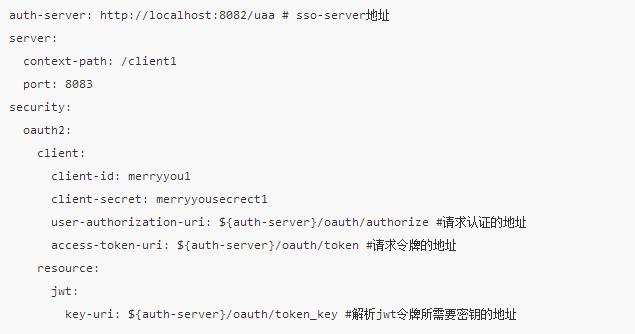 auth-server: http://localhost:8082/uaa # sso-server地址
server:
  context-path: /client1
  port: 8083
security:
  oauth2:
    client:
      client-id: merryyou1
      client-secret: merryyousecrect1
      user-authorization-uri: ${auth-server}/oauth/authorize #请求认证的地址
      access-token-uri: ${auth-server}/oauth/token #请求令牌的地址
    resource:
      jwt:
        key-uri: ${auth-server}/oauth/token_key #解析jwt令牌所需要密钥的地址